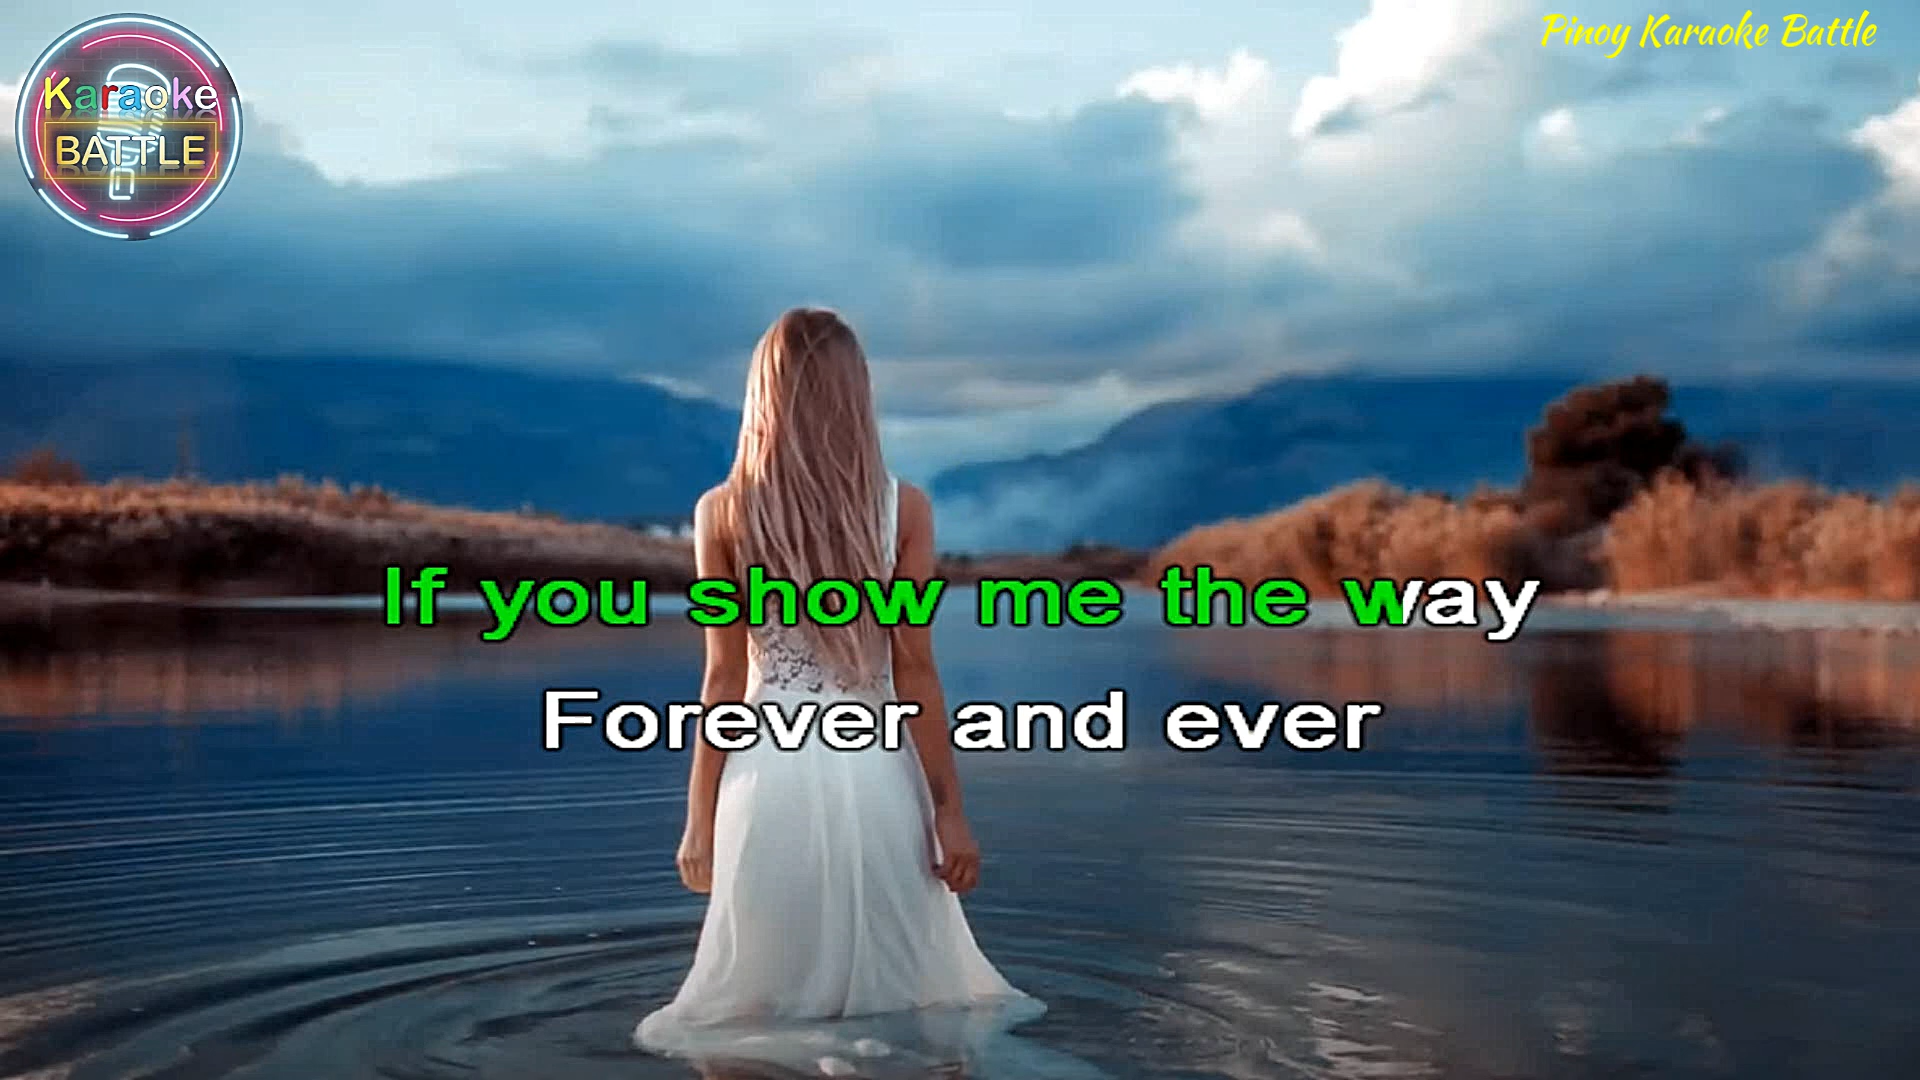 Karaoke
BATTLE
Pinoy Karaoke Battle
If you show me the way
Forever and ever